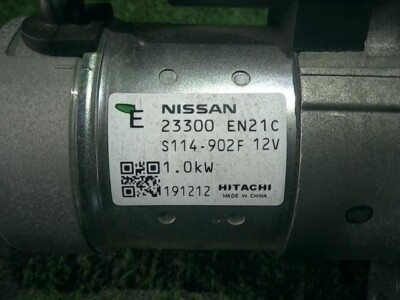 E NISSAN
23300 EN21C
S114-902F 12V
1.0kW
191212 HITACHI
MADE IN CHINA